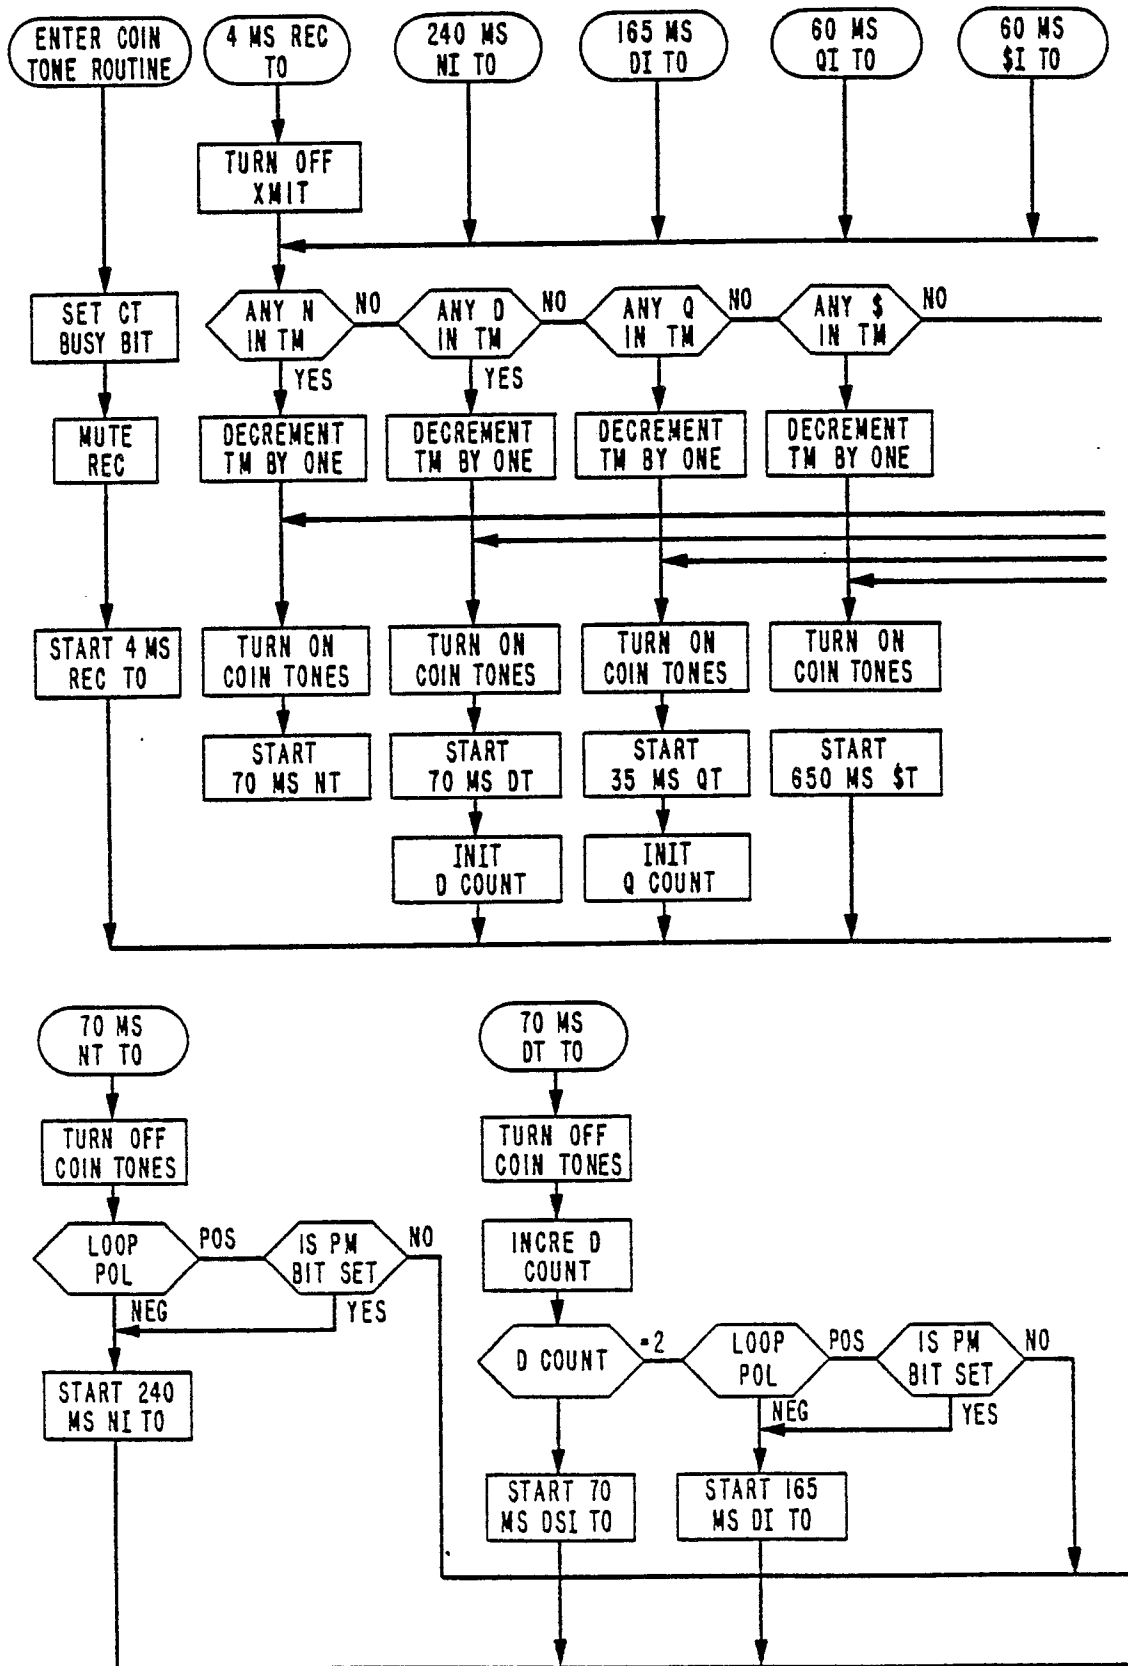 ENTER COIN
TONE ROUTINE
4 MS REC
TO
240 MS
NI TO
165 MS
DI TO
60 MS
QI TO
60 MS
$I TO
TURN OFF
XMIT
SET CT
BUSY BIT
ANY N
IN TM
NO
ANY D
IN TM
NO
ANY Q
IN TM
NO
ANY $
IN TM
NO
YES
YES
MUTE
REC
DECREMENT
TM BY ONE
DECREMENT
TM BY ONE
DECREMENT
TM BY ONE
DECREMENT
TM BY ONE
START 4 MS
REC TO
TURN ON
COIN TONES
TURN ON
COIN TONES
TURN ON
COIN TONES
TURN ON
COIN TONES
START
70 MS NT
START
70 MS DT
START
35 MS QT
START
650 MS $T
INIT
D COUNT
INIT
Q COUNT
70 MS
NT TO
TURN OFF
COIN TONES
LOOP
POL
POS
IS PM
BIT SET
NO
NEG
YES
START 240
MS NI TO
70 MS
DT TO
TURN OFF
COIN TONES
INCRE D
COUNT
D COUNT
=2
LOOP
POL
POS
IS PM
BIT SET
NO
NEG
YES
START 70
MS DSI TO
START 165
MS DI TO